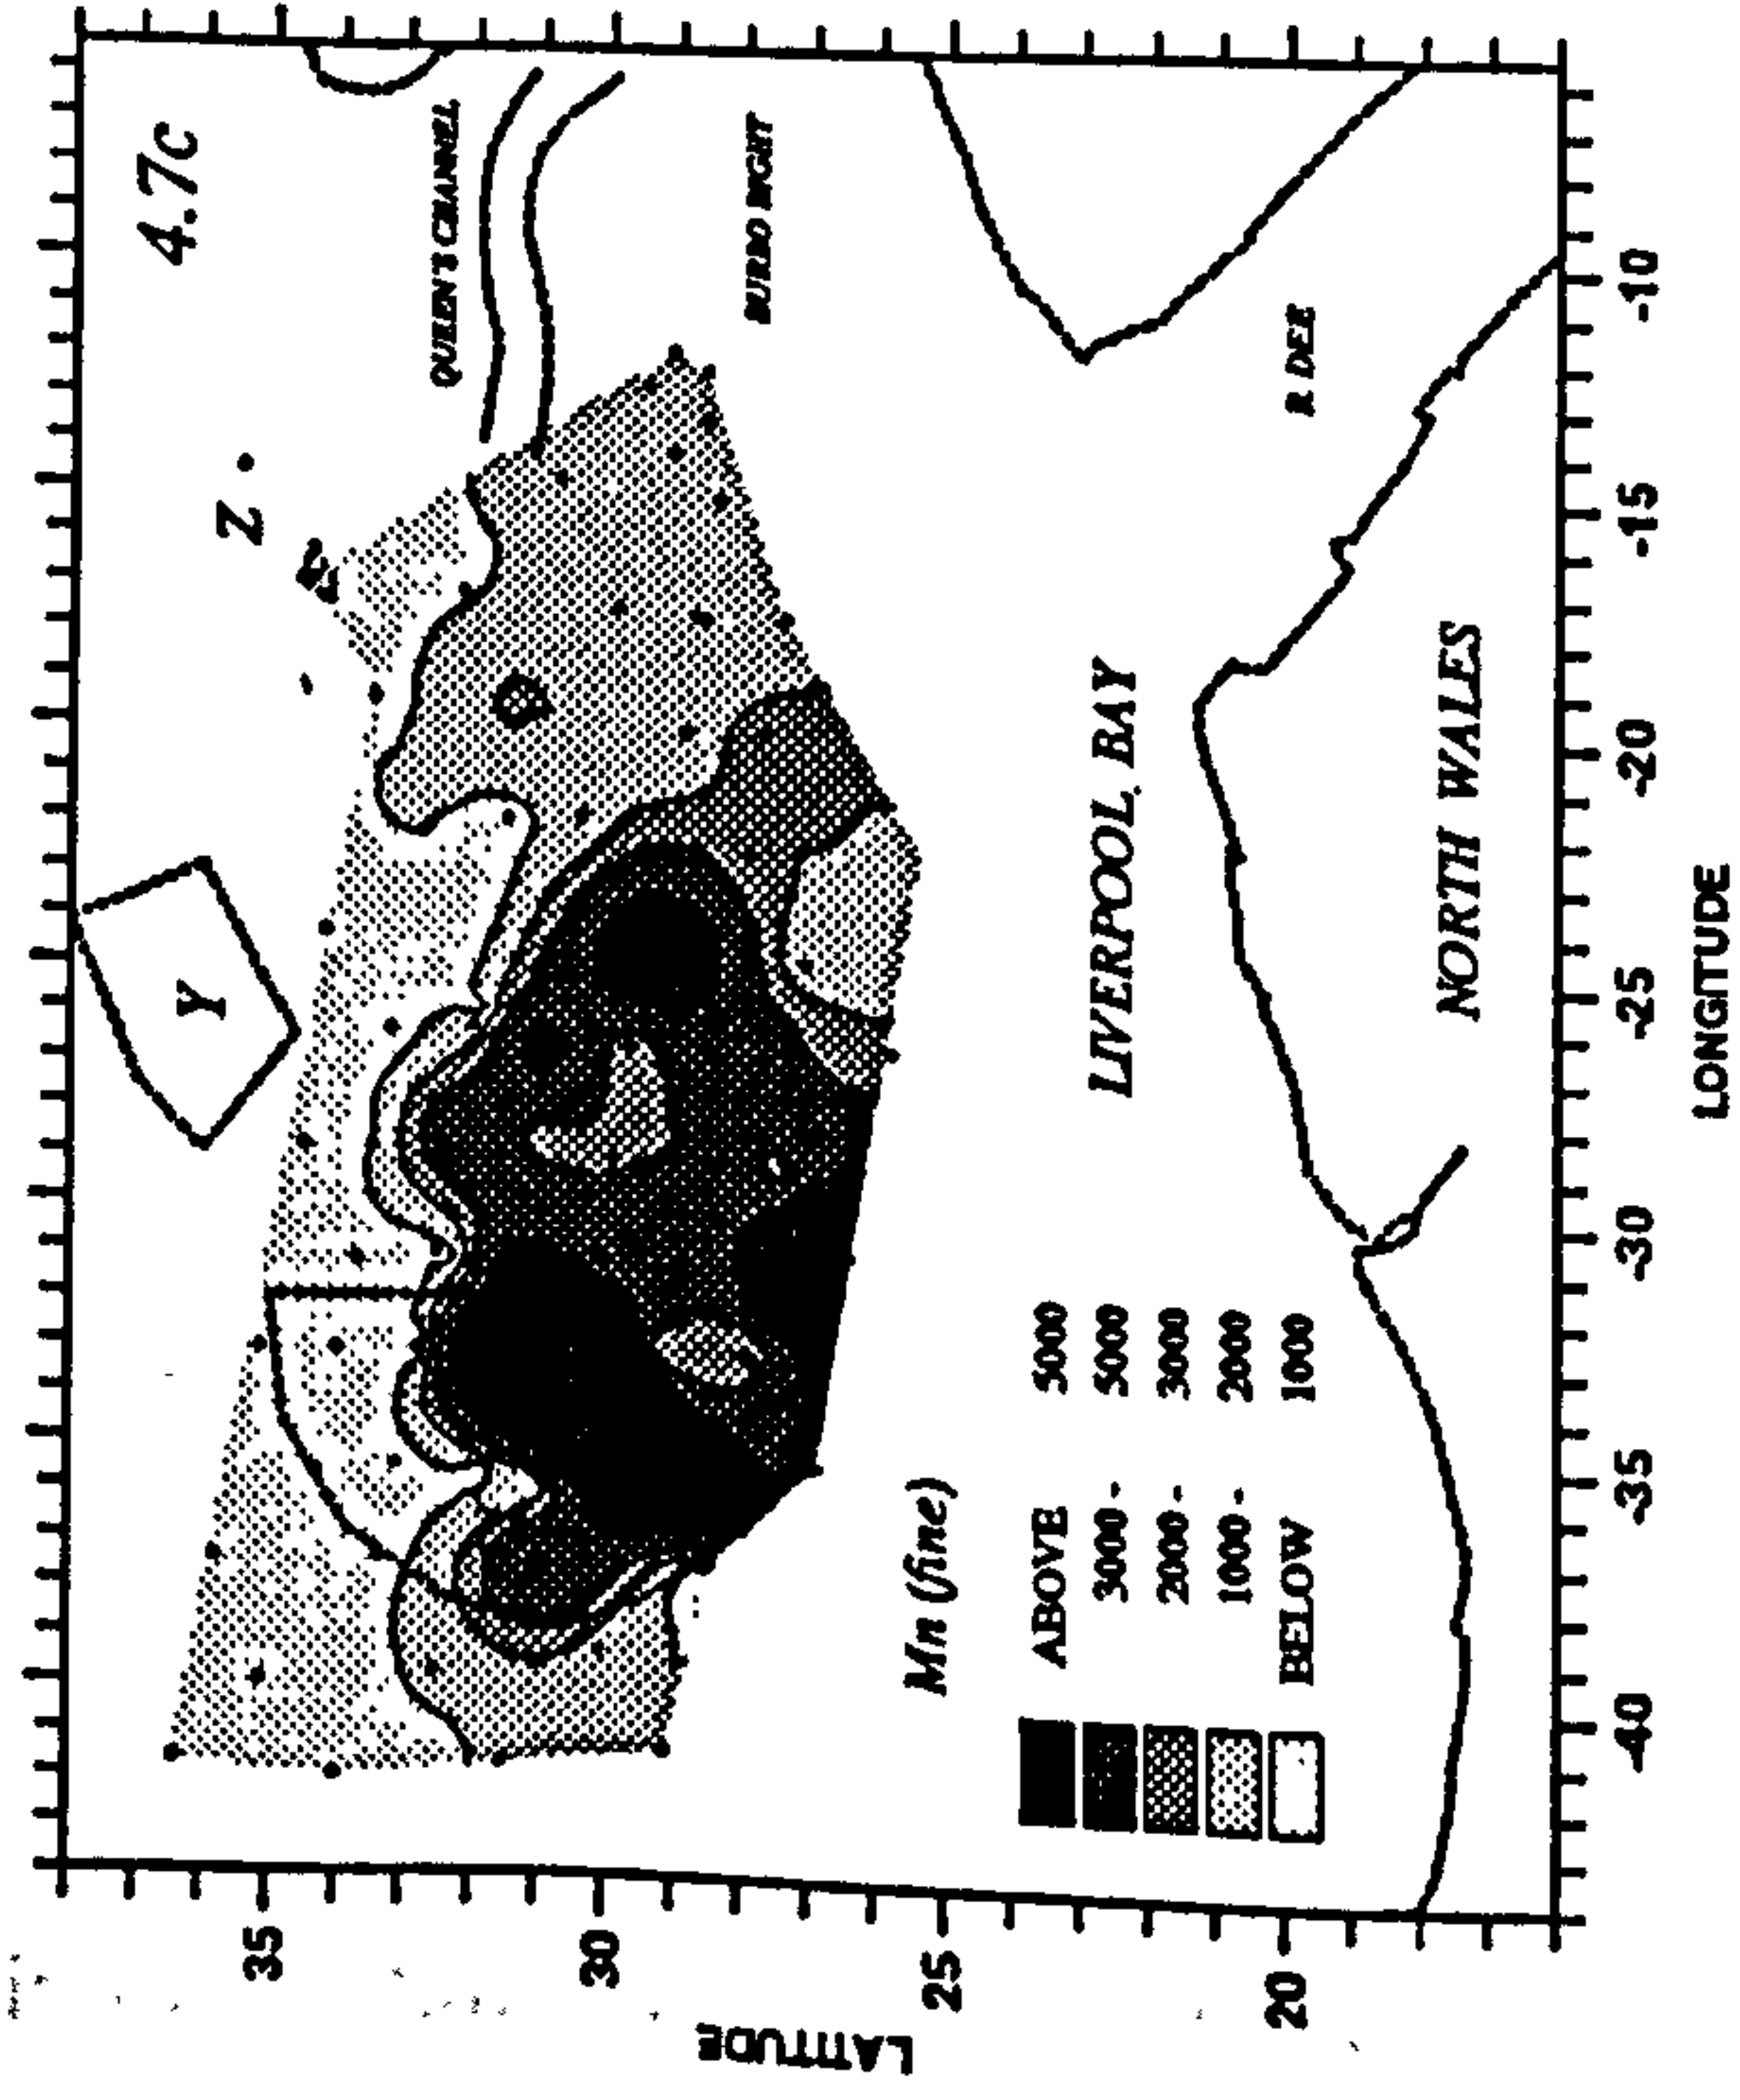 4.7c
QUEEN'S CHANNEL
Z
BURBO BIGHT
Y
R. DEE
LIVERPOOL BAY
NORTH WALES
Mn (fine)
ABOVE 5000
3000 - 5000
2000 - 3000
1000 - 2000
BELOW 1000
35
30
25
20
LATITUDE
-40 -35 -30 -25 -20 -15 -10
LONGITUDE